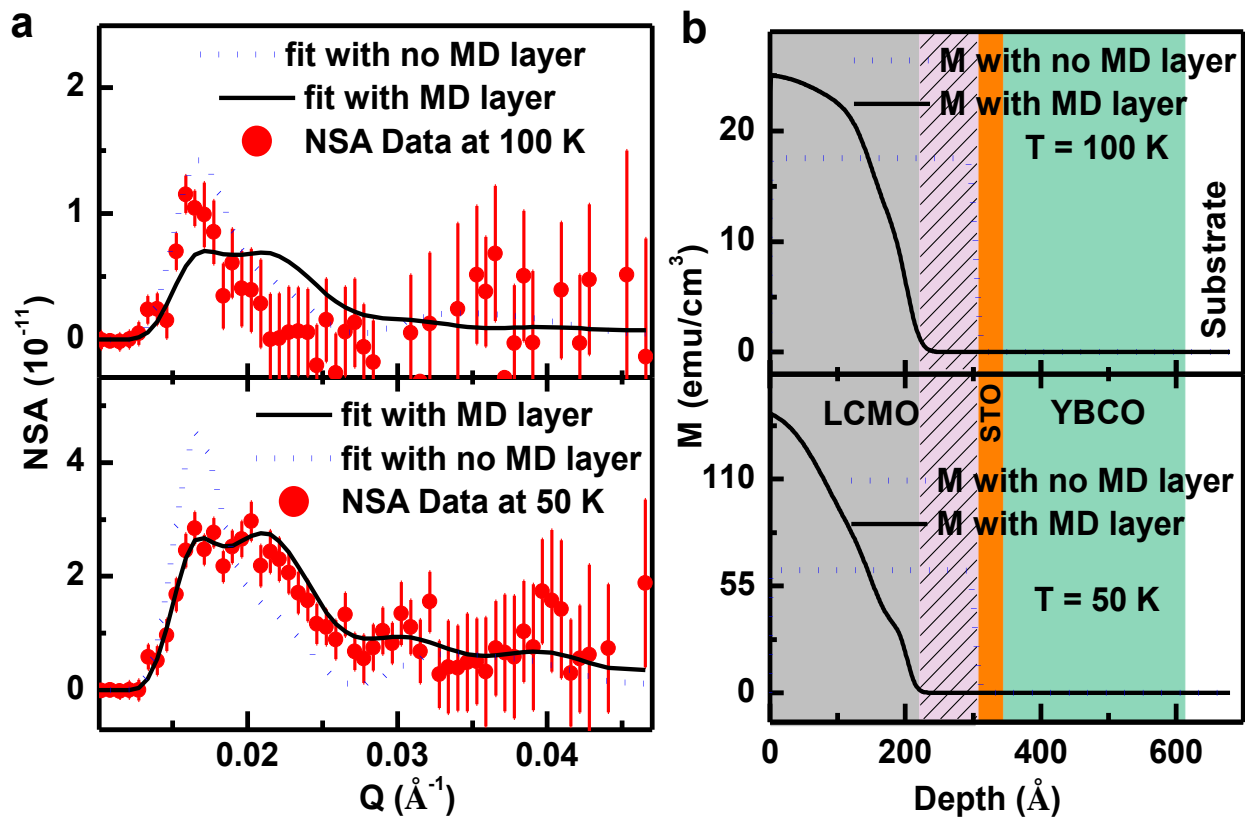 a
2
1
0
NSA (10⁻¹¹)
fit with no MD layer
fit with MD layer
NSA Data at 100 K
4
2
0
fit with MD layer
fit with no MD layer
NSA Data at 50 K
0.02
0.03
0.04
Q (Å⁻¹)
b
20
10
0
M (emu/cm³)
M with no MD layer
M with MD layer
T = 100 K
Substrate
110
55
0
LCMO
STO
YBCO
M with no MD layer
M with MD layer
T = 50 K
0
200
400
600
Depth (Å)